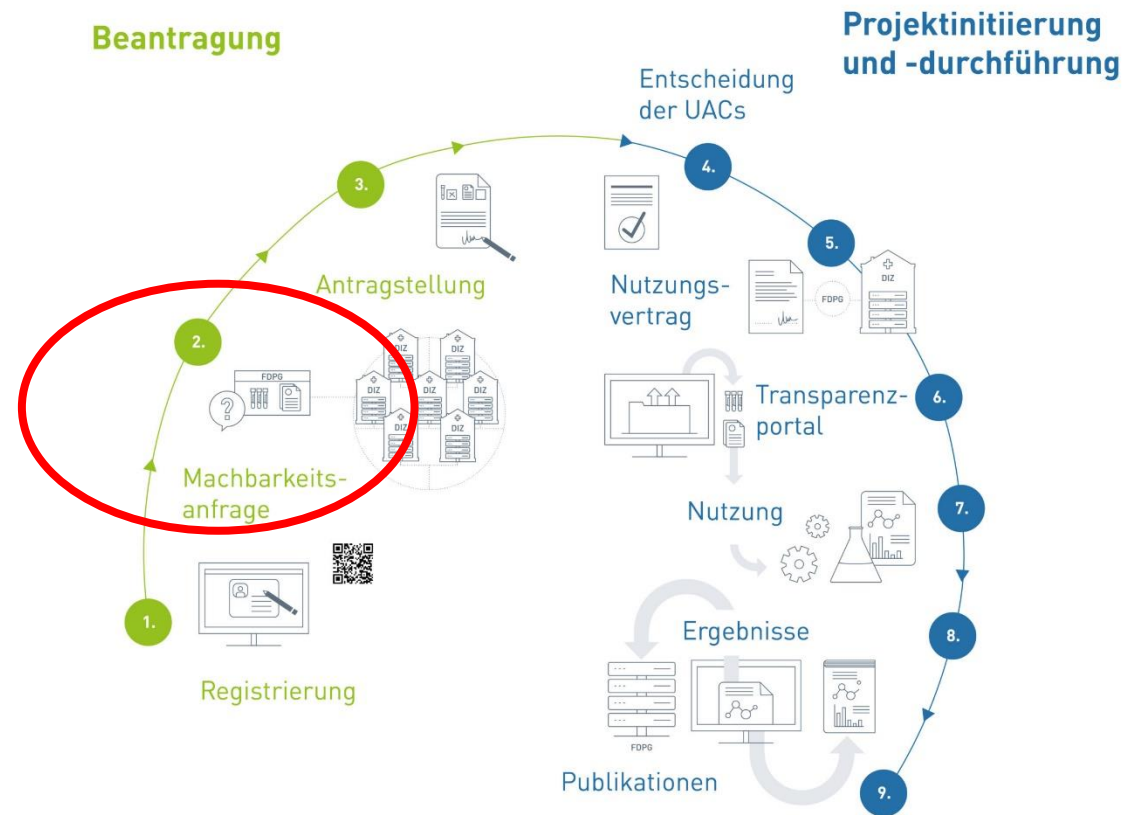 Beantragung
Projektinitiierung
und -durchführung
1.
Registrierung
2.
FDPG
?
DIZ
DIZ
DIZ
DIZ
DIZ
DIZ
DIZ
Machbarkeits-
anfrage
3.
Antragstellung
Entscheidung
der UACs
4.
5.
Nutzungs-
vertrag
FDPG
DIZ
6.
Transparenz-
portal
7.
Nutzung
8.
Ergebnisse
FDPG
Publikationen
9.